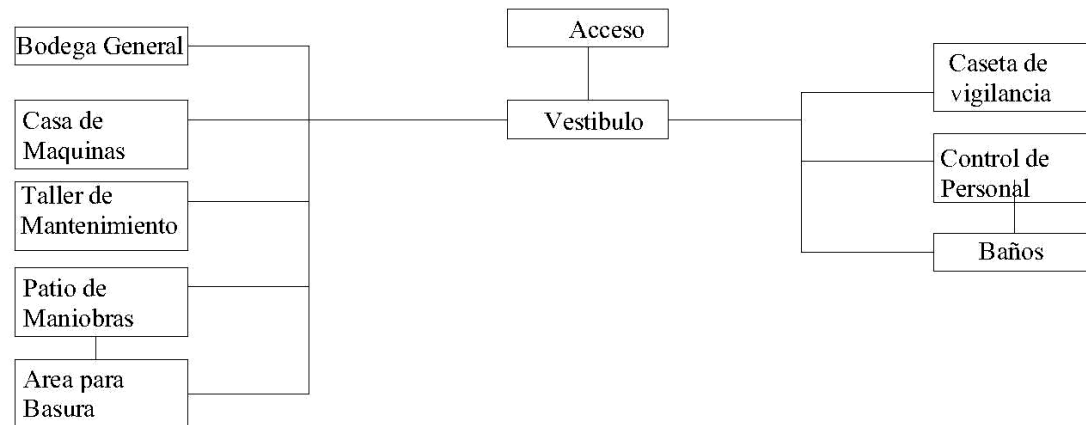 Acceso
Vestibulo
Bodega General
Casa de
Maquinas
Taller de
Mantenimiento
Patio de
Maniobras
Area para
Basura
Caseta de
vigilancia
Control de
Personal
Baños